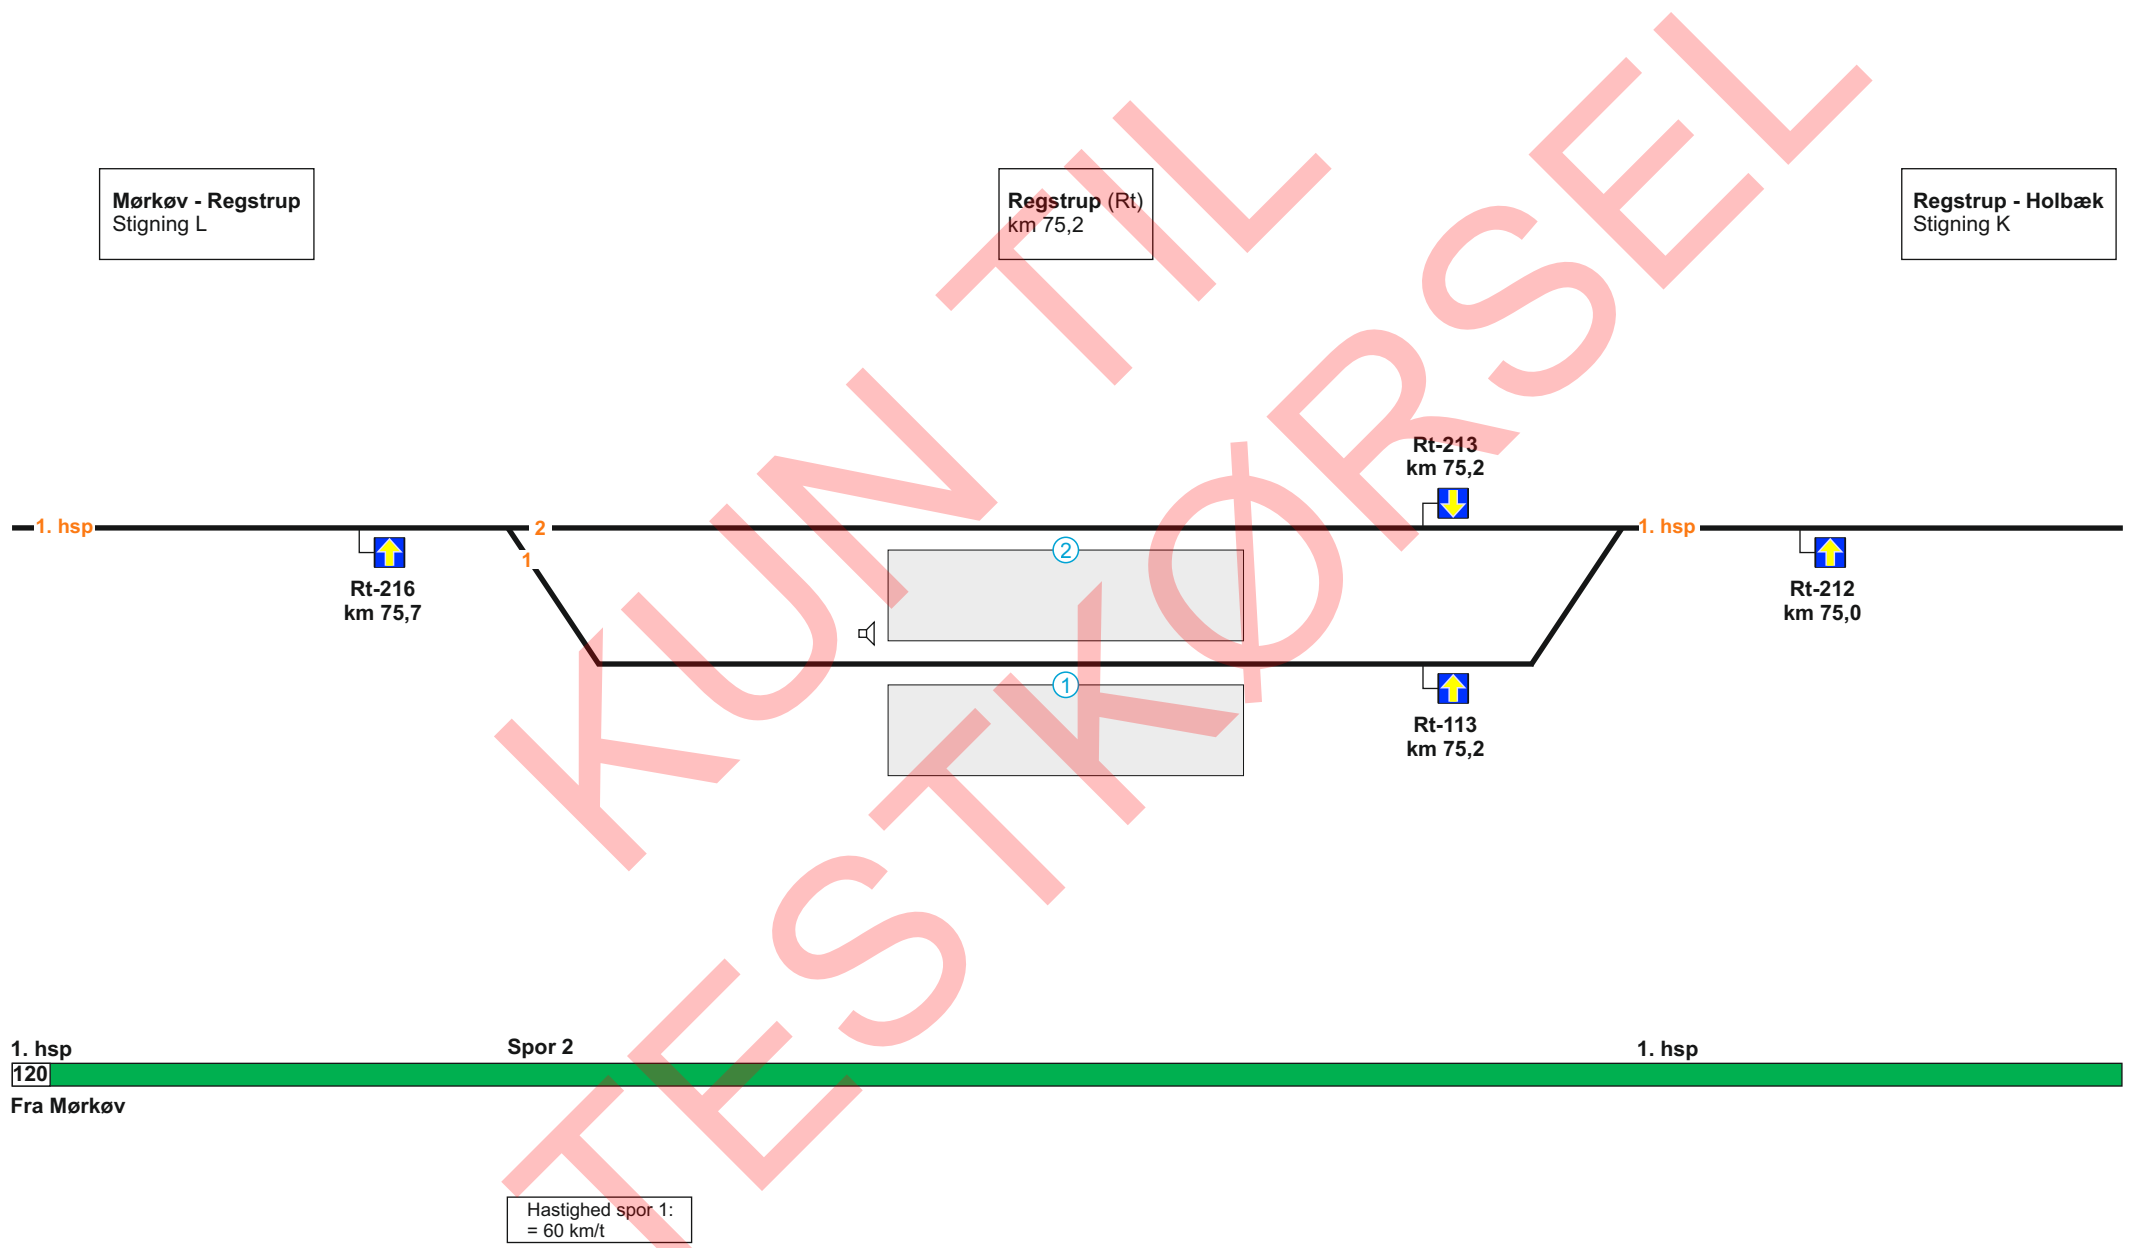 Mørkøv - Regstrup
Stigning L
Regstrup (Rt)
km 75,2
Regstrup - Holbæk
Stigning K
KUN TIL
TESTKØRSEL
Rt-213
km 75,2
1. hsp
2
1. hsp
1
2
Rt-216
km 75,7
Rt-212
km 75,0
1
Rt-113
km 75,2
1. hsp
Spor 2
1. hsp
120
Fra Mørkøv
Hastighed spor 1:
= 60 km/t